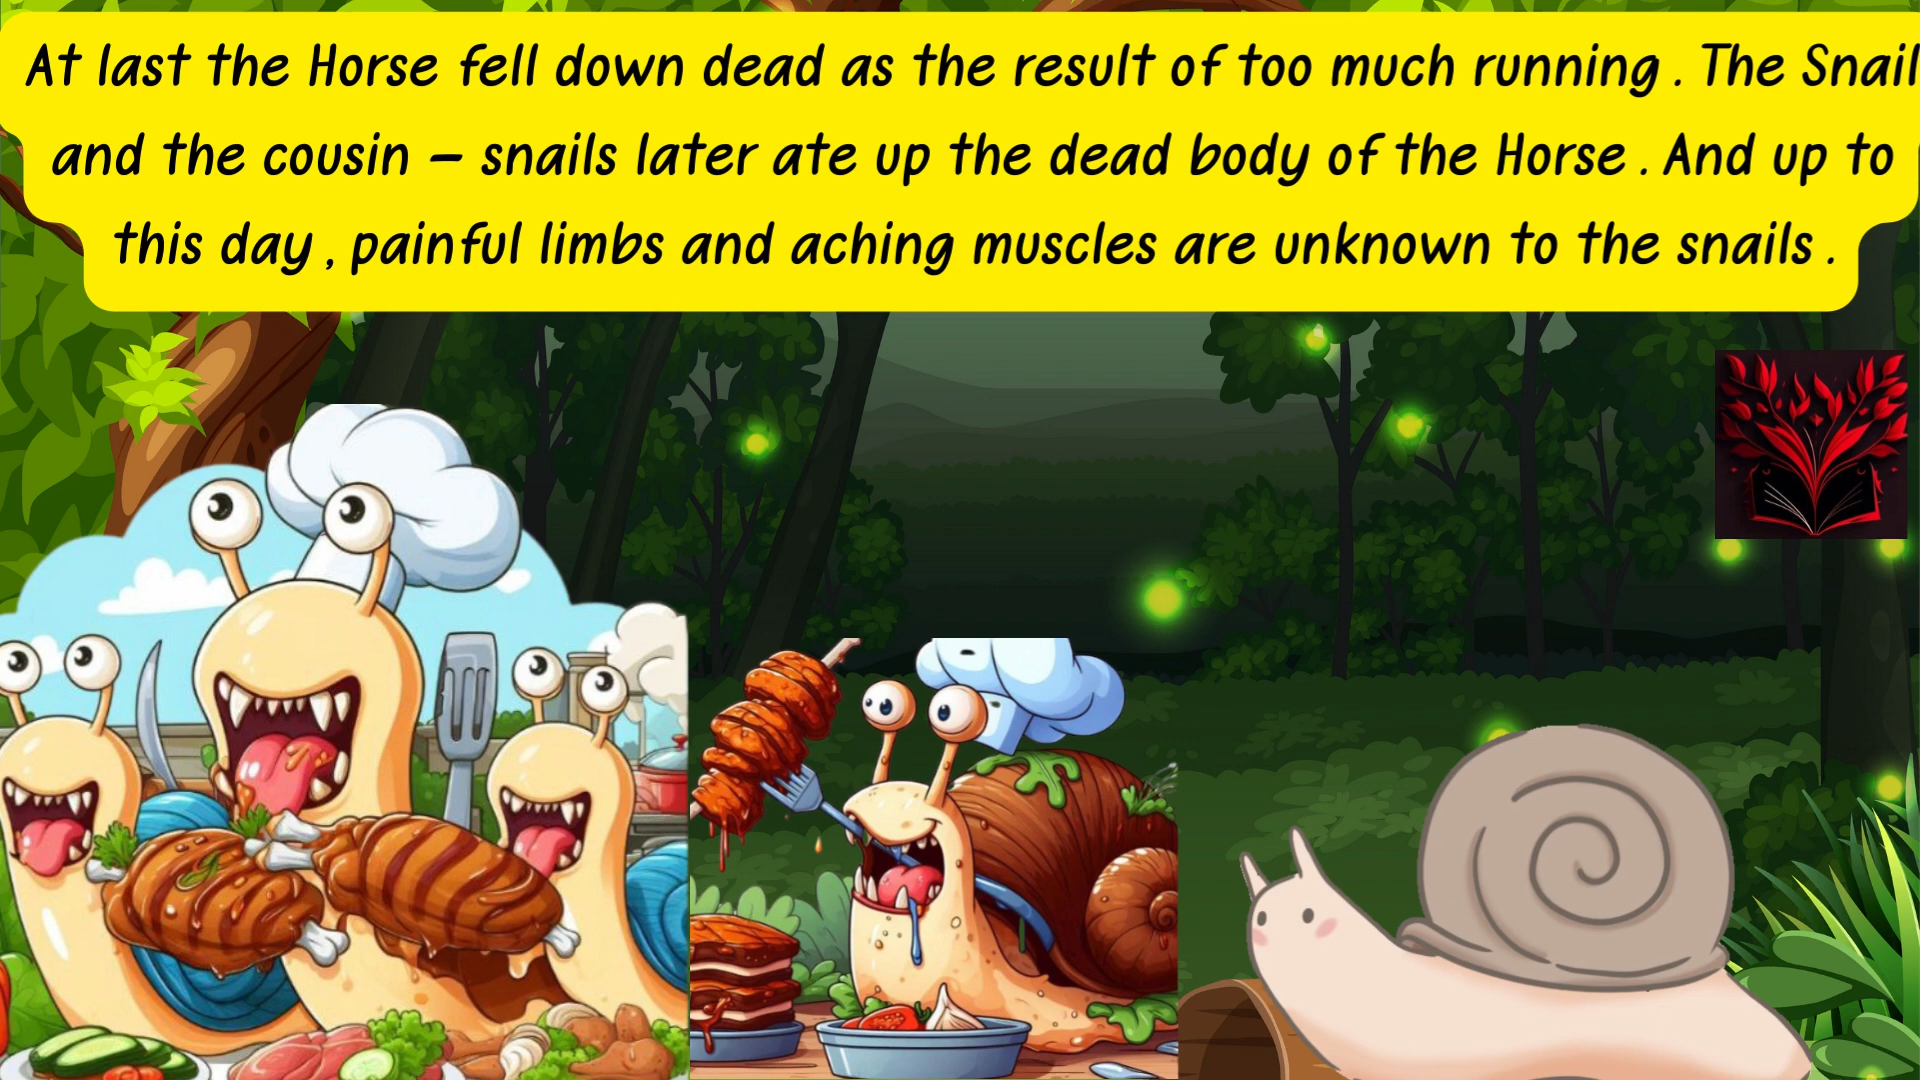 At last the Horse fell down dead as the result of too much running . The Snail
and the cousin – snails later ate up the dead body of the Horse . And up to
this day , painful limbs and aching muscles are unknown to the snails .